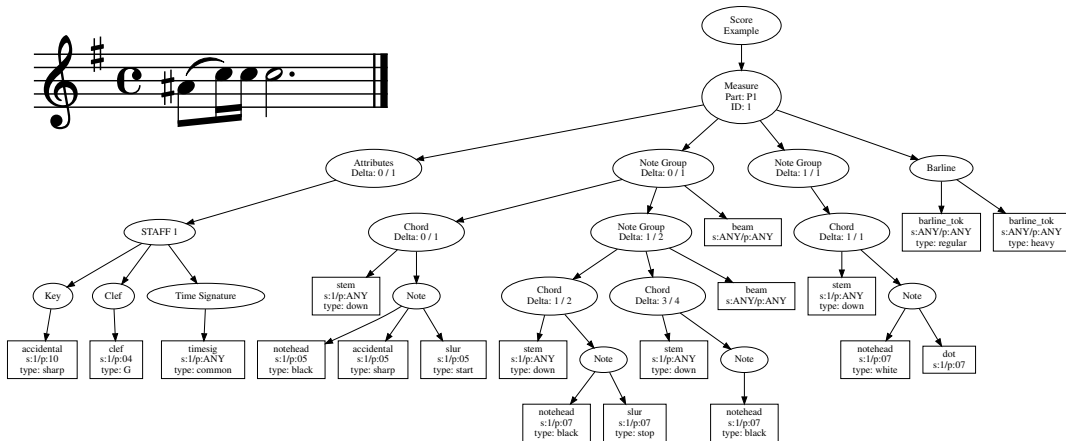 Score
Example
Measure
Part: P1
ID: 1
Attributes
Delta: 0 / 1
Note Group
Delta: 0 / 1
Note Group
Delta: 1 / 1
Barline
STAFF 1
Chord
Delta: 0 / 1
Note Group
Delta: 1 / 2
beam
s:ANY/p:ANY
Chord
Delta: 1 / 1
barline_tok
s:ANY/p:ANY
type: regular
barline_tok
s:ANY/p:ANY
type: heavy
Key
Clef
Time Signature
stem
s:1/p:ANY
type: down
Note
Chord
Delta: 1 / 2
Chord
Delta: 3 / 4
beam
s:ANY/p:ANY
stem
s:1/p:ANY
type: down
Note
accidental
s:1/p:10
type: sharp
clef
s:1/p:04
type: G
timesig
s:1/p:ANY
type: common
notehead
s:1/p:05
type: black
accidental
s:1/p:05
type: sharp
slur
s:1/p:05
type: start
stem
s:1/p:ANY
type: down
Note
stem
s:1/p:ANY
type: down
Note
notehead
s:1/p:07
type: white
dot
s:1/p:07
notehead
s:1/p:07
type: black
slur
s:1/p:07
type: stop
notehead
s:1/p:07
type: black